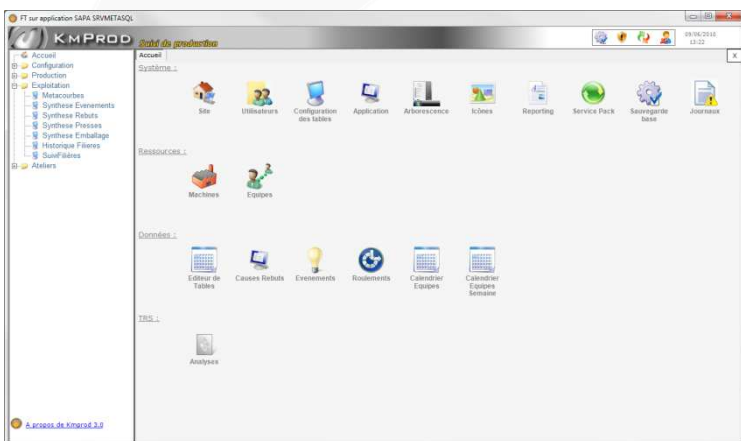 FT sur application SAPA SRVMETASQL
KMPROD
Suivi de production
09/06/2016
13:22
Accueil
Configuration
Production
Exploitation
Metacourbes
Synthese Evenements
Synthese Rebuts
Synthese Presses
Synthese Emballage
Historique Filieres
SuiviFilières
Ateliers
A propos de Kmprod 3.0
Accueil
x
Système :
Site
Utilisateurs
Configuration
des tables
Application
Arborescence
Icônes
Reporting
Service Pack
Sauvegarde
base
Journaux
Ressources :
Machines
Equipes
Données :
Editeur de
Tables
Causes Rebuts
Evenements
Roulements
Calendrier
Equipes
Calendrier
Equipes
Semaine
TRS :
Analyses